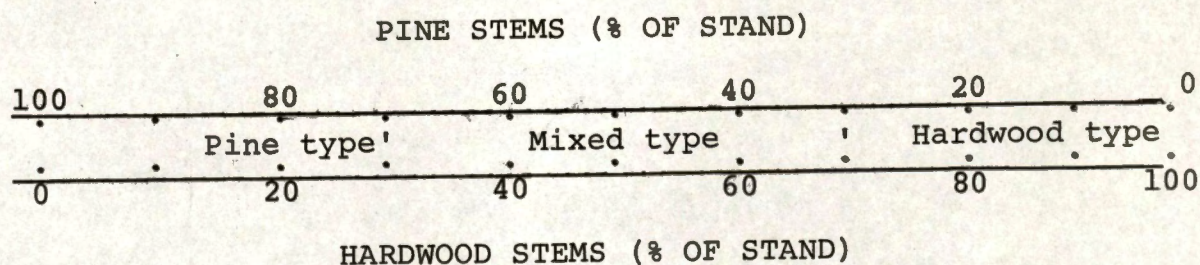 PINE STEMS (% OF STAND)
100 80 60 40 20 0
Pine type' Mixed type ' Hardwood type
0 20 40 60 80 100
HARDWOOD STEMS (% OF STAND)